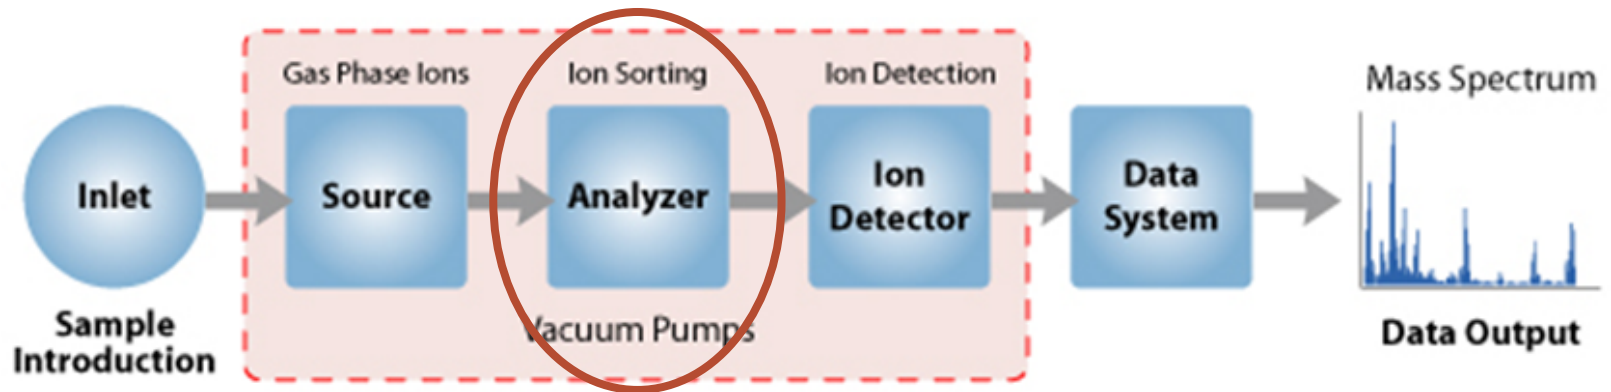 Gas Phase Ions
Ion Sorting
Ion Detection
Mass Spectrum
Inlet
Source
Analyzer
Ion
Detector
Data
System
Vacuum Pumps
Sample
Introduction
Data Output